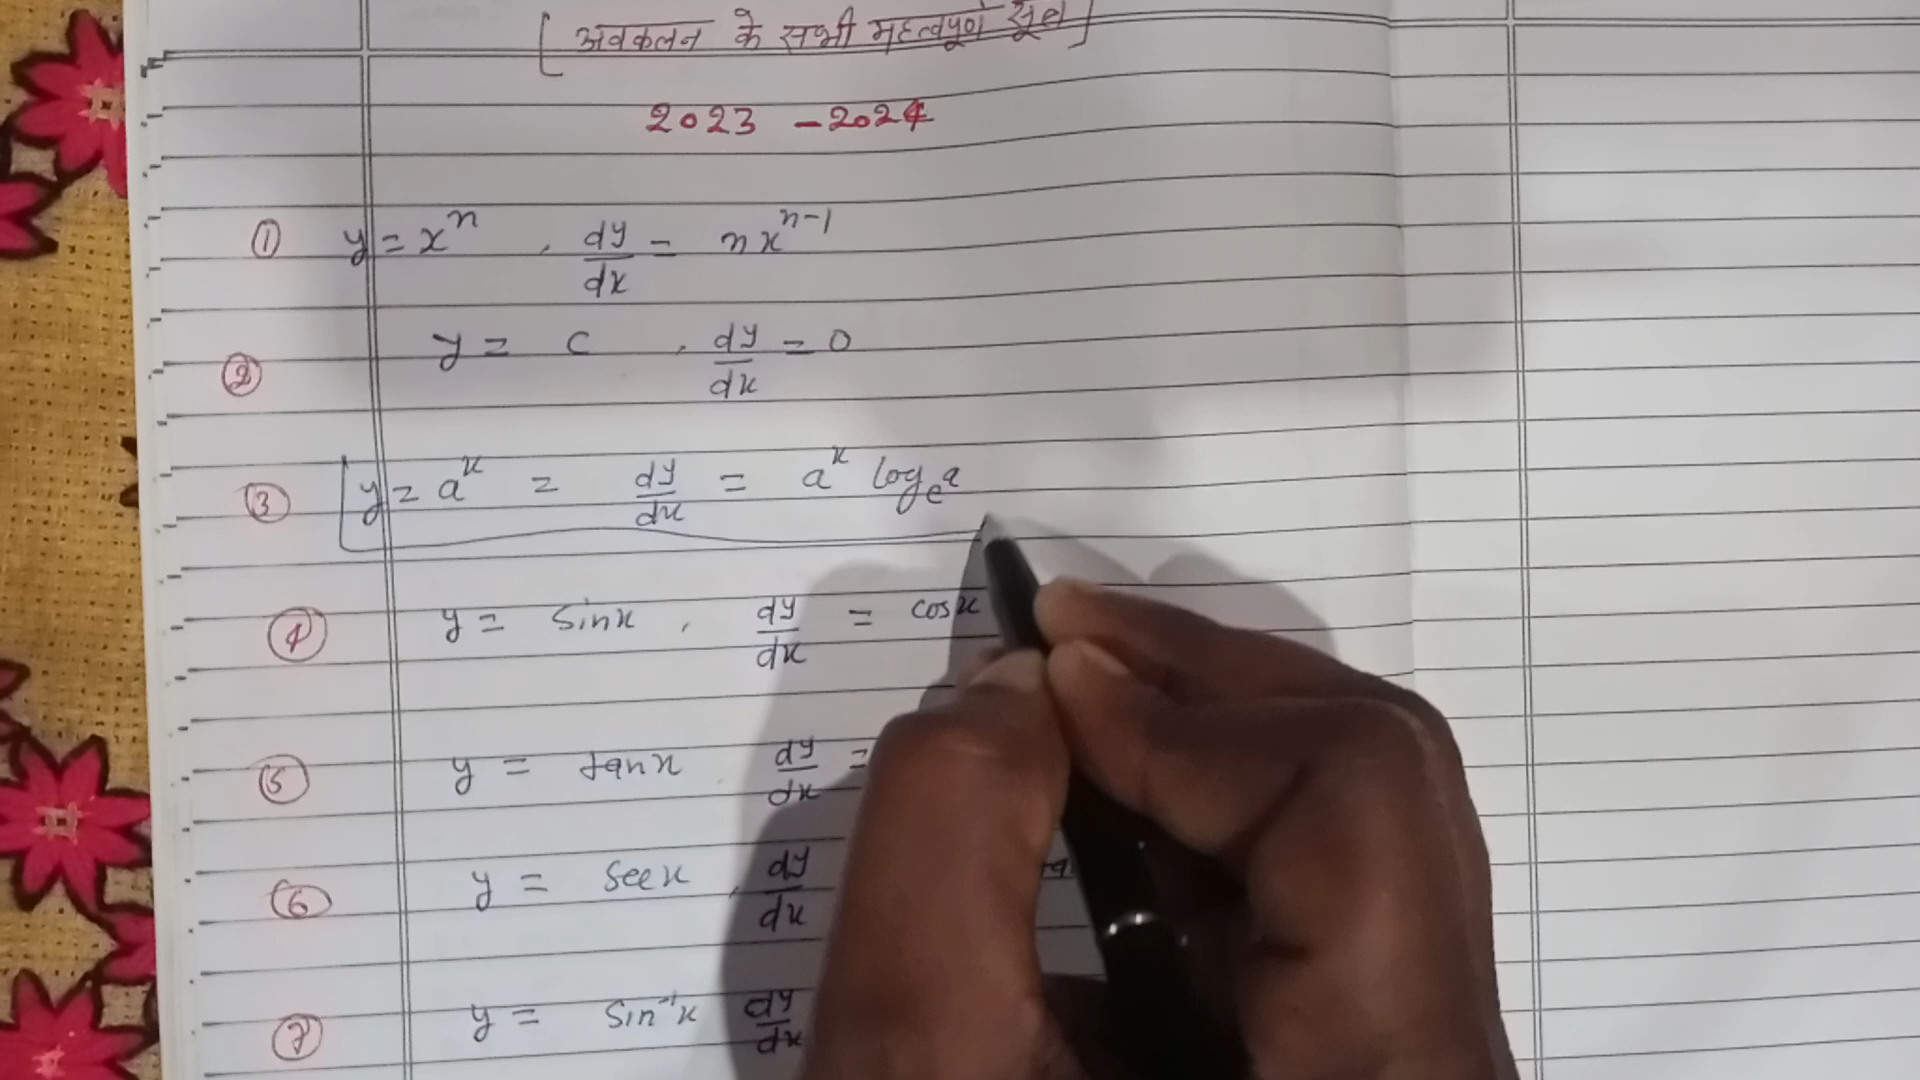 [अवकलन के सभी महत्वपूर्ण सूत्र]
2023 - 2024
① y = xⁿ , dy/dx = nxⁿ⁻¹
② y = c , dy/dx = 0
③ y = aˣ = dy/dx = aˣ logₑa
④ y = sinx , dy/dx = cosx
⑤ y = tanx , dy/dx =
⑥ y = secx , dy/dx
⑦ y = sin⁻¹x dy/dx